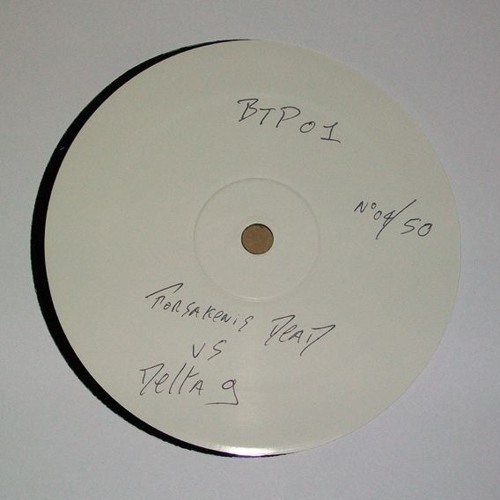 BTP01
N°04/50
Forsakenis Dead
vs
Delta 9